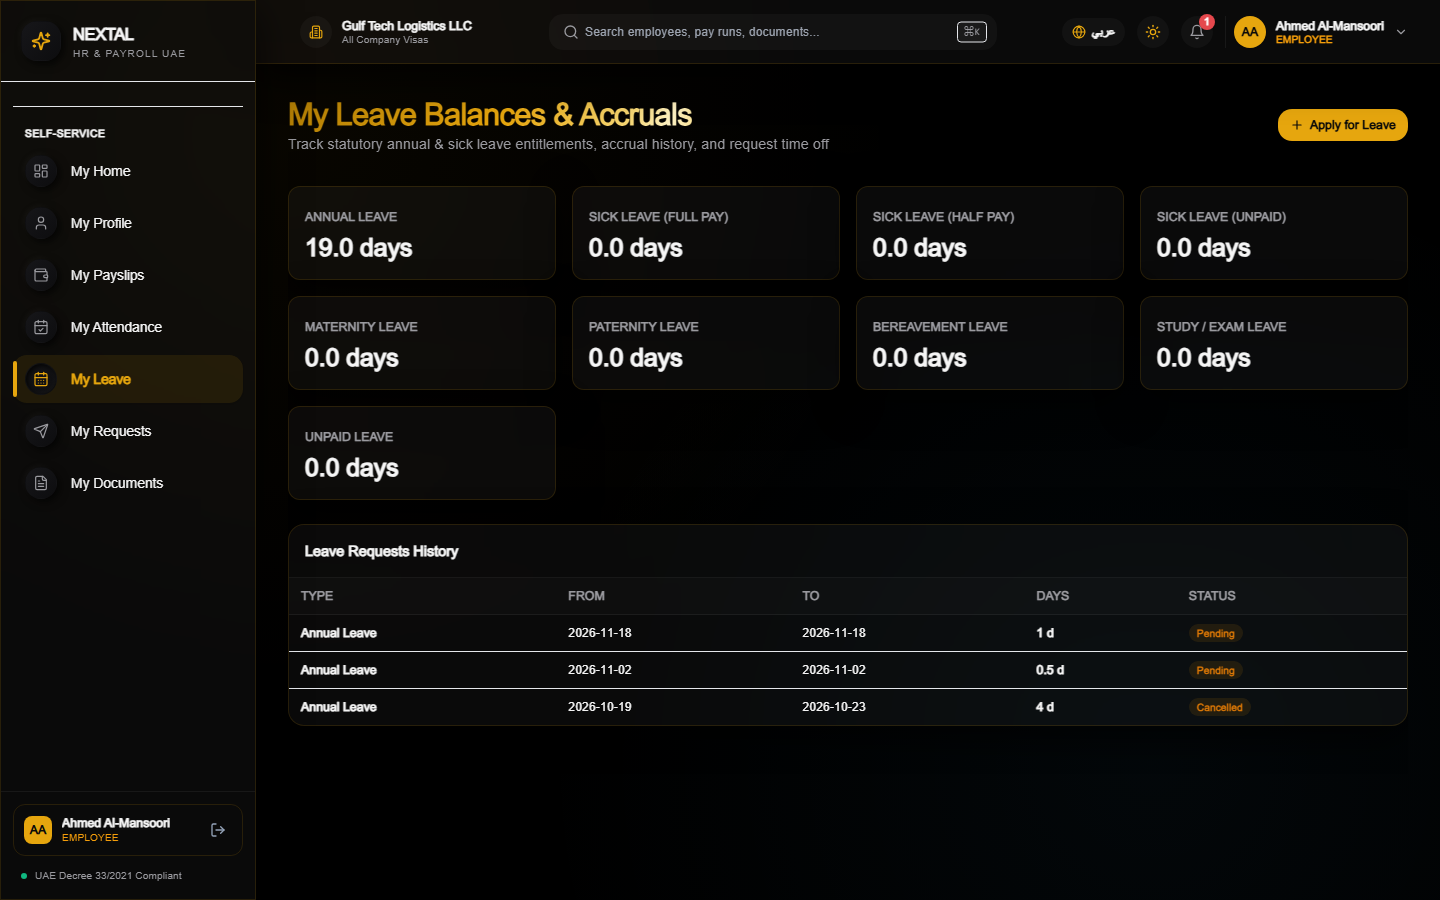 NEXTAL
HR & PAYROLL UAE
Gulf Tech Logistics LLC
All Company Visas
Search employees, pay runs, documents...
⌘K
عربي
1
AA
Ahmed Al-Mansoori
EMPLOYEE
SELF-SERVICE
My Home
My Profile
My Payslips
My Attendance
My Leave
My Requests
My Documents
AA
Ahmed Al-Mansoori
EMPLOYEE
UAE Decree 33/2021 Compliant
My Leave Balances & Accruals
Track statutory annual & sick leave entitlements, accrual history, and request time off
+ Apply for Leave
ANNUAL LEAVE
19.0 days
SICK LEAVE (FULL PAY)
0.0 days
SICK LEAVE (HALF PAY)
0.0 days
SICK LEAVE (UNPAID)
0.0 days
MATERNITY LEAVE
0.0 days
PATERNITY LEAVE
0.0 days
BEREAVEMENT LEAVE
0.0 days
STUDY / EXAM LEAVE
0.0 days
UNPAID LEAVE
0.0 days
Leave Requests History
TYPE FROM TO DAYS STATUS
Annual Leave 2026-11-18 2026-11-18 1 d Pending
Annual Leave 2026-11-02 2026-11-02 0.5 d Pending
Annual Leave 2026-10-19 2026-10-23 4 d Cancelled